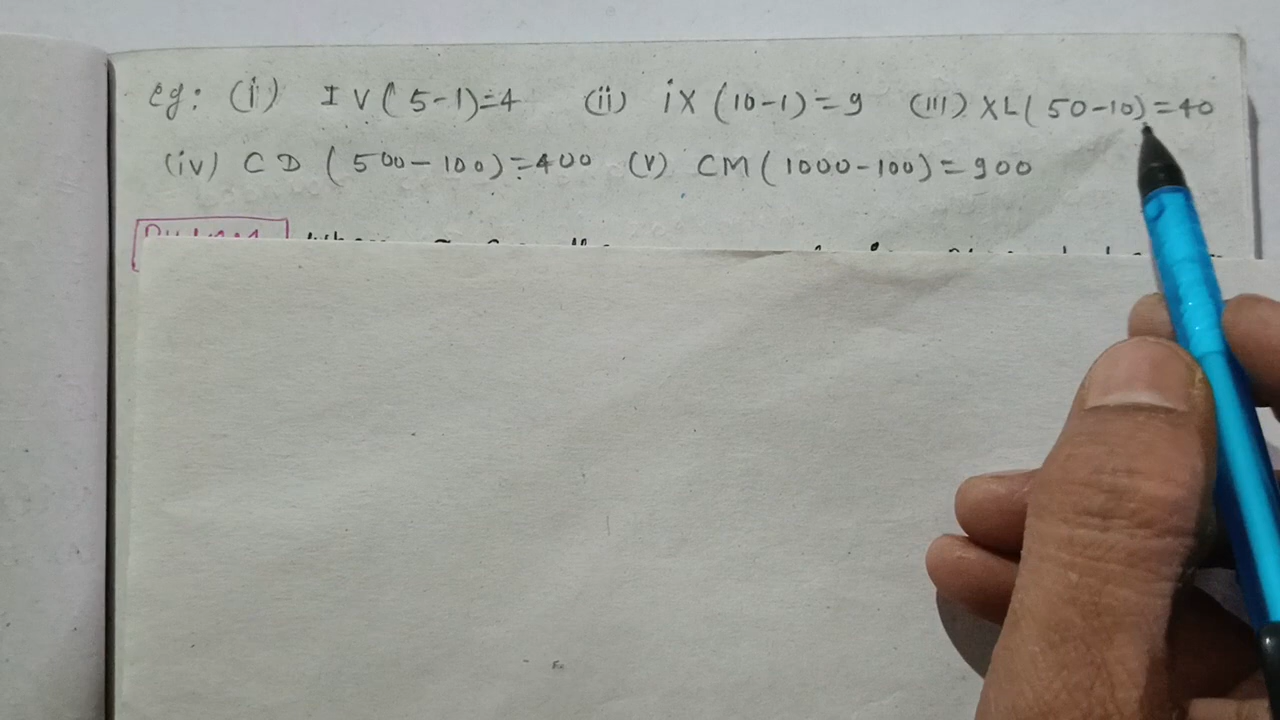 eg: (i) IV (5-1)=4 (ii) iX (10-1)=9 (iii) XL (50-10)=40
(iv) CD (500-100)=400 (v) CM (1000-100)=900